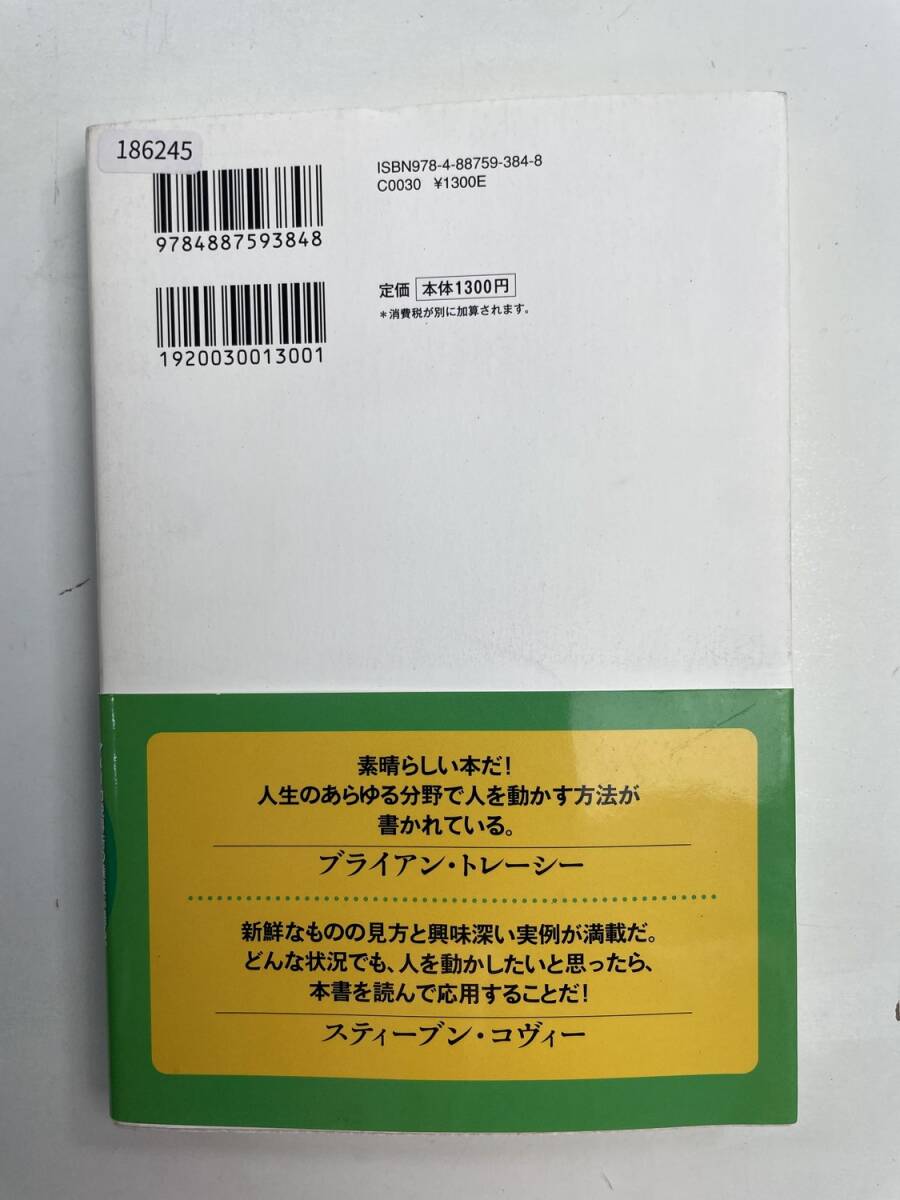 186245
ISBN978-4-88759-384-8
C0030 ¥1300E
9784887593848
定価 本体1300円
*消費税が別に加算されます。
1920030013001
素晴らしい本だ!
人生のあらゆる分野で人を動かす方法が
書かれている。
ブライアン・トレーシー
新鮮なものの見方と興味深い実例が満載だ。
どんな状況でも、人を動かしたいと思ったら、
本書を読んで応用することだ!
スティーブン・コヴィー